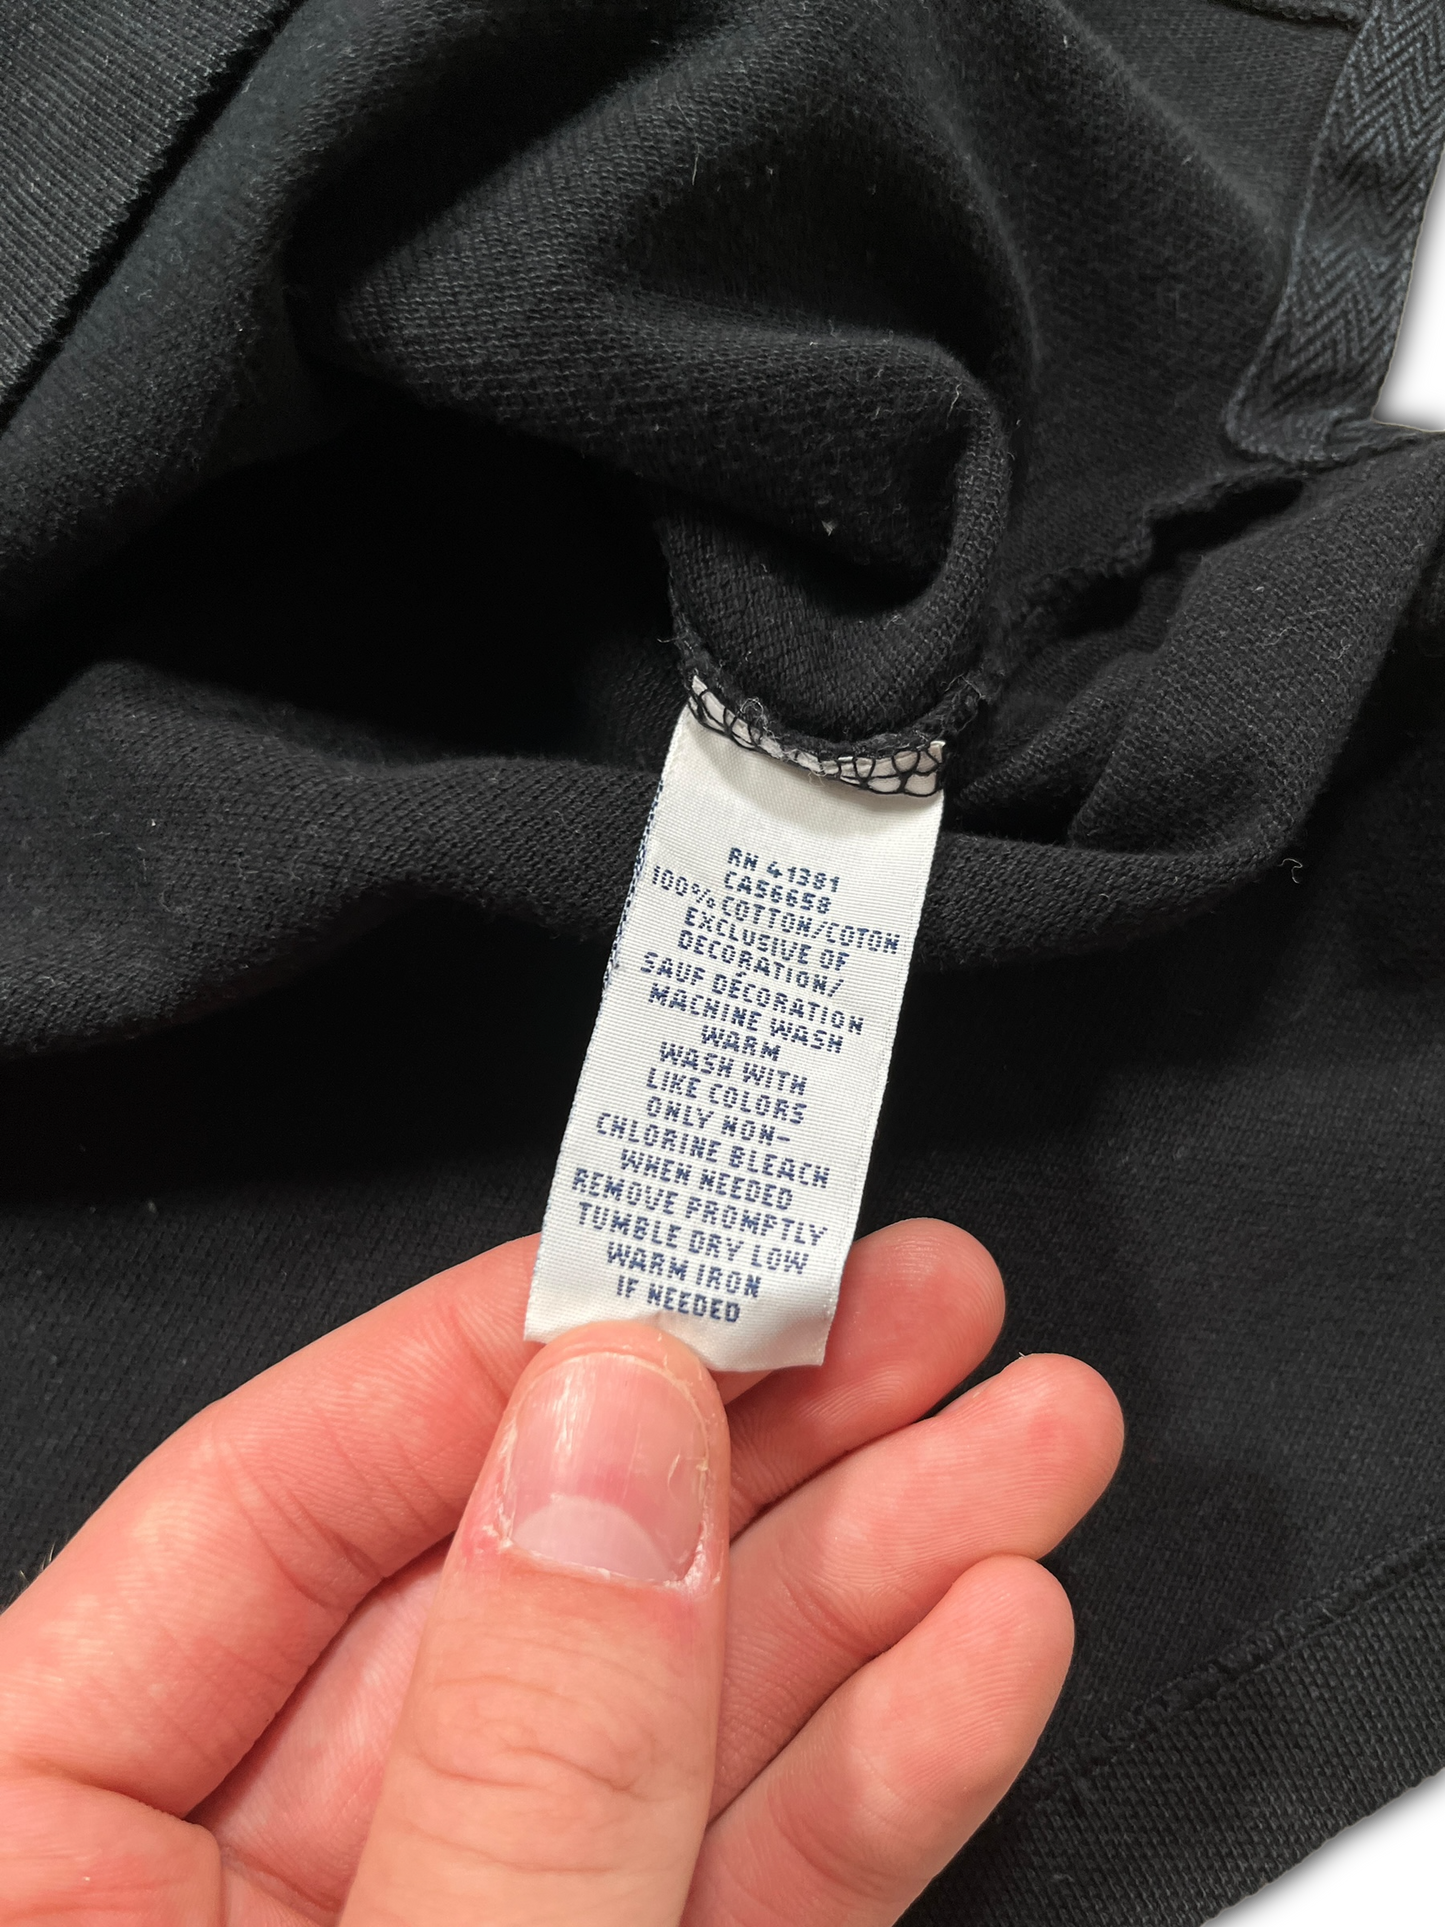 RN 41381
CA56658
100% COTTON/COTON
EXCLUSIVE OF
DECORATION/
SAUF DÉCORATION
MACHINE WASH
WARM
WASH WITH
LIKE COLORS
ONLY NON-
CHLORINE BLEACH
WHEN NEEDED
REMOVE PROMPTLY
TUMBLE DRY LOW
WARM IRON
IF NEEDED